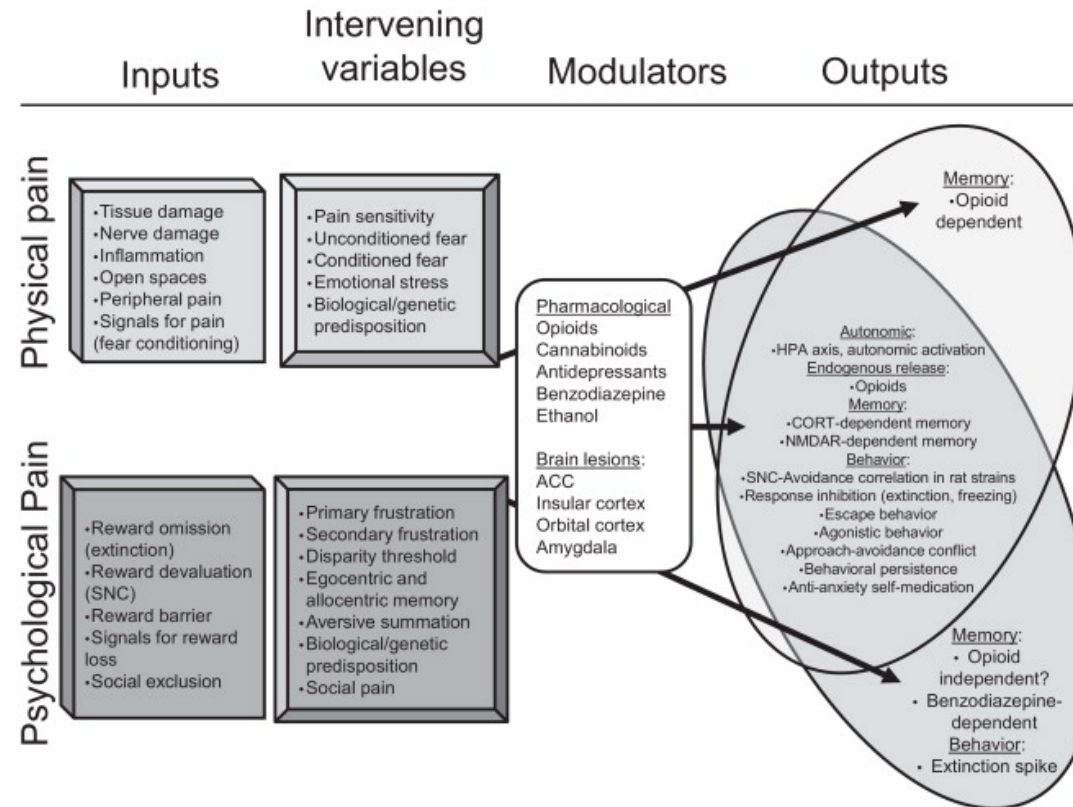 Inputs
Intervening
variables
Modulators
Outputs
Physical pain
•Tissue damage
•Nerve damage
•Inflammation
•Open spaces
•Peripheral pain
•Signals for pain
(fear conditioning)
•Pain sensitivity
•Unconditioned fear
•Conditioned fear
•Emotional stress
•Biological/genetic
predisposition
Psychological Pain
•Reward omission
(extinction)
•Reward devaluation
(SNC)
•Reward barrier
•Signals for reward
loss
•Social exclusion
•Primary frustration
•Secondary frustration
•Disparity threshold
•Egocentric and
allocentric memory
•Aversive summation
•Biological/genetic
predisposition
•Social pain
Pharmacological
Opioids
Cannabinoids
Antidepressants
Benzodiazepine
Ethanol
Brain lesions:
ACC
Insular cortex
Orbital cortex
Amygdala
Memory:
•Opioid
dependent
Autonomic:
•HPA axis, autonomic activation
Endogenous release:
•Opioids
Memory:
•CORT-dependent memory
•NMDAR-dependent memory
Behavior:
•SNC-Avoidance correlation in rat strains
•Response inhibition (extinction, freezing)
•Escape behavior
•Agonistic behavior
•Approach-avoidance conflict
•Behavioral persistence
•Anti-anxiety self-medication
Memory:
• Opioid
independent?
• Benzodiazepine-
dependent
Behavior:
• Extinction spike